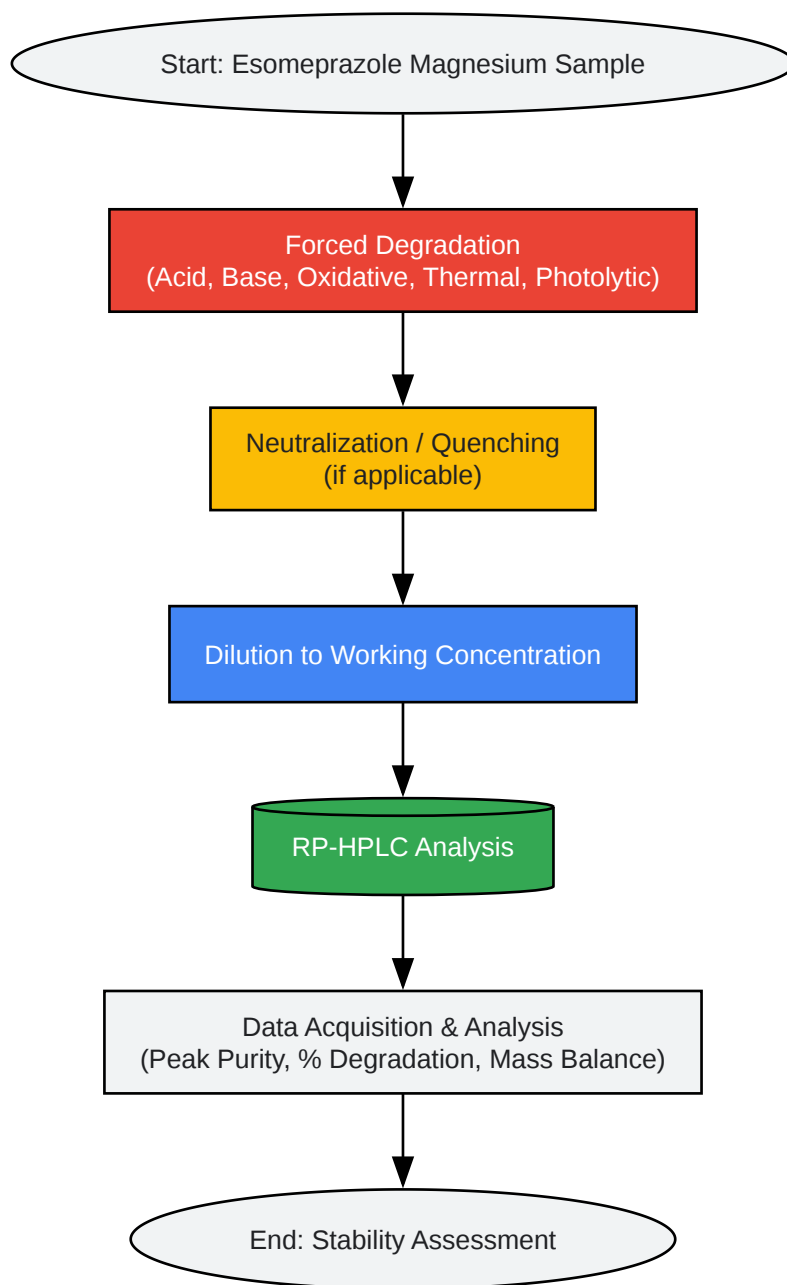 Start: Esomeprazole Magnesium Sample
Forced Degradation
(Acid, Base, Oxidative, Thermal, Photolytic)
Neutralization / Quenching
(if applicable)
Dilution to Working Concentration
RP-HPLC Analysis
Data Acquisition & Analysis
(Peak Purity, % Degradation, Mass Balance)
End: Stability Assessment